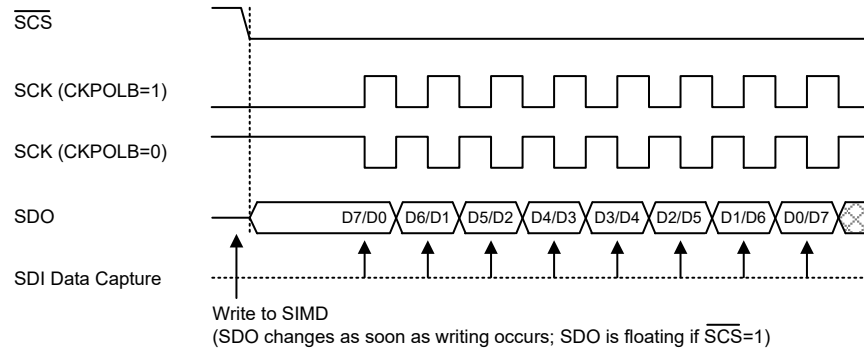 SCS
SCK (CKPOLB=1)
SCK (CKPOLB=0)
SDO D7/D0 D6/D1 D5/D2 D4/D3 D3/D4 D2/D5 D1/D6 D0/D7
SDI Data Capture
Write to SIMD
(SDO changes as soon as writing occurs; SDO is floating if SCS=1)